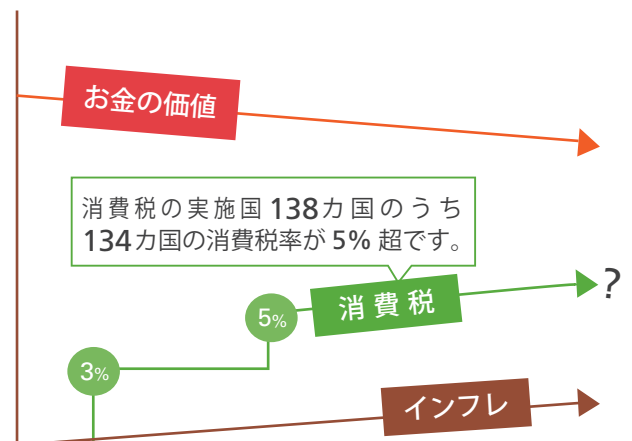 お金の価値
消費税の実施国138カ国のうち
134カ国の消費税率が5%超です。
消費税
?
5%
3%
インフレ